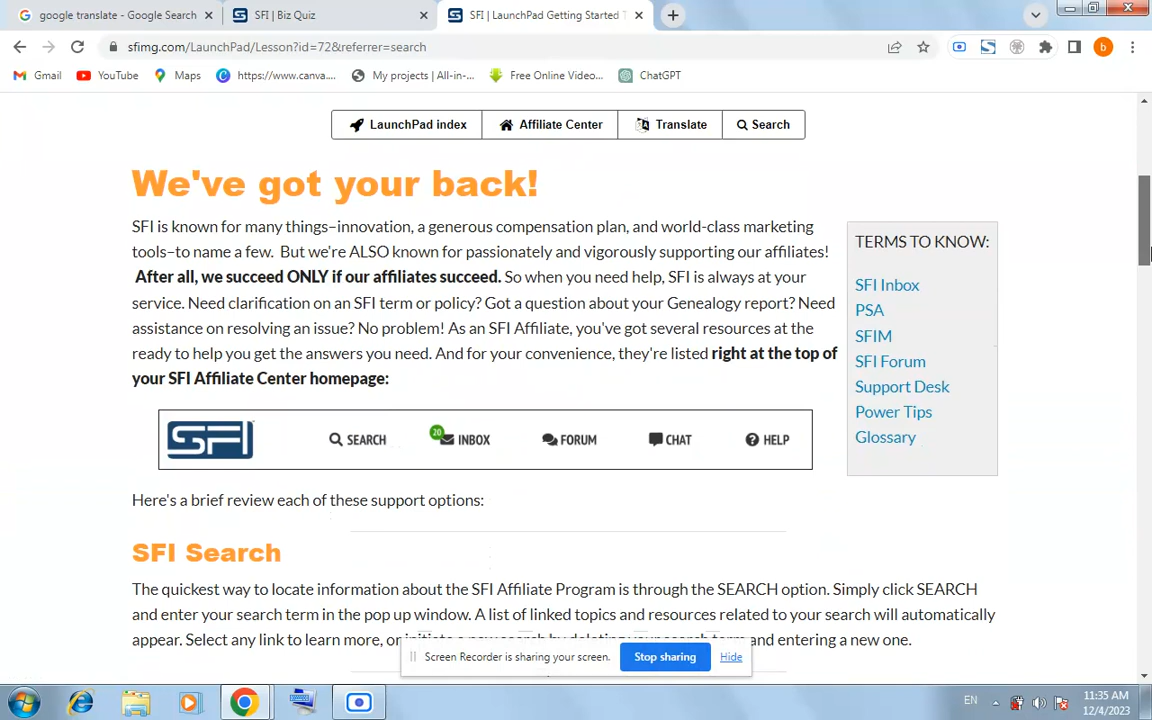 google translate - Google Search
SFI | Biz Quiz
SFI | LaunchPad Getting Started T
sfimg.com/LaunchPad/Lesson?id=72&referrer=search
b
Gmail
YouTube
Maps
https://www.canva....
My projects | All-in-...
Free Online Video...
ChatGPT
LaunchPad index
Affiliate Center
Translate
Search
We've got your back!
SFI is known for many things–innovation, a generous compensation plan, and world-class marketing
tools–to name a few.  But we're ALSO known for passionately and vigorously supporting our affiliates!
After all, we succeed ONLY if our affiliates succeed. So when you need help, SFI is always at your
service. Need clarification on an SFI term or policy? Got a question about your Genealogy report? Need
assistance on resolving an issue? No problem! As an SFI Affiliate, you've got several resources at the
ready to help you get the answers you need. And for your convenience, they're listed right at the top of
your SFI Affiliate Center homepage:
TERMS TO KNOW:
SFI Inbox
PSA
SFIM
SFI Forum
Support Desk
Power Tips
Glossary
SFI
SEARCH
20
INBOX
FORUM
CHAT
HELP
Here's a brief review each of these support options:
SFI Search
The quickest way to locate information about the SFI Affiliate Program is through the SEARCH option. Simply click SEARCH
and enter your search term in the pop up window. A list of linked topics and resources related to your search will automatically
appear. Select any link to learn more, or initiate a new search by deleting your search term and entering a new one.
Screen Recorder is sharing your screen.
Stop sharing
Hide
EN
11:35 AM
12/4/2023